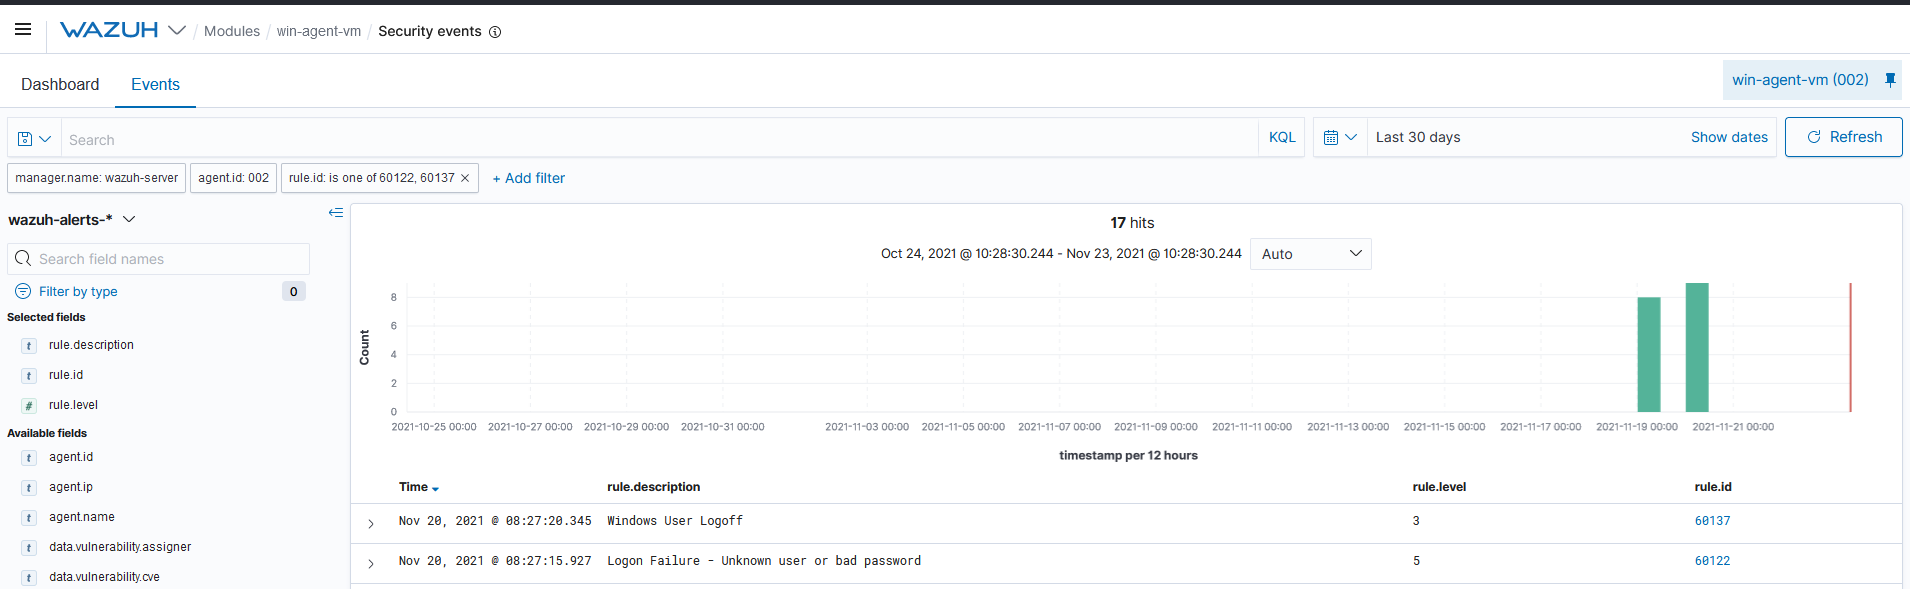 WAZUH / Modules / win-agent-vm / Security events
Dashboard Events win-agent-vm (002)
Search KQL Last 30 days Show dates Refresh
manager.name: wazuh-server agent.id: 002 rule.id: is one of 60122, 60137 × + Add filter
wazuh-alerts-*
Search field names
Filter by type 0
Selected fields
t rule.description
t rule.id
# rule.level
Available fields
t agent.id
t agent.ip
t agent.name
t data.vulnerability.assigner
t data.vulnerability.cve
17 hits
Oct 24, 2021 @ 10:28:30.244 - Nov 23, 2021 @ 10:28:30.244 Auto
Count
8
6
4
2
0
2021-10-25 00:00 2021-10-27 00:00 2021-10-29 00:00 2021-10-31 00:00 2021-11-03 00:00 2021-11-05 00:00 2021-11-07 00:00 2021-11-09 00:00 2021-11-11 00:00 2021-11-13 00:00 2021-11-15 00:00 2021-11-17 00:00 2021-11-19 00:00 2021-11-21 00:00
timestamp per 12 hours
Time rule.description rule.level rule.id
Nov 20, 2021 @ 08:27:20.345 Windows User Logoff 3 60137
Nov 20, 2021 @ 08:27:15.927 Logon Failure - Unknown user or bad password 5 60122